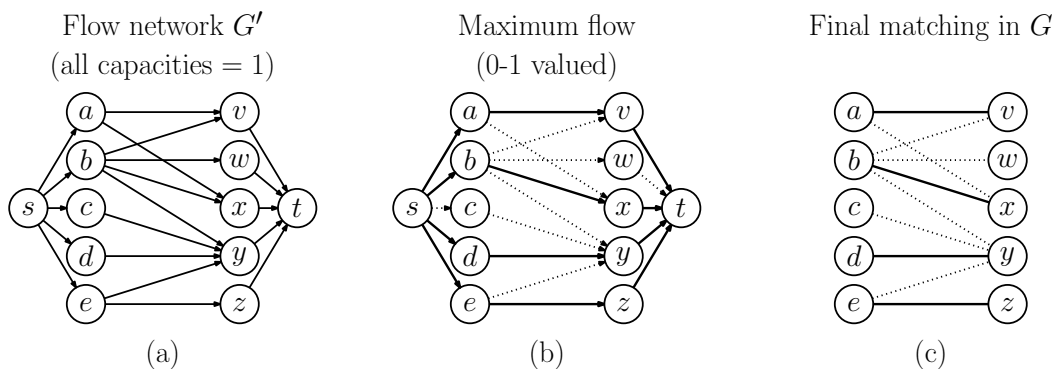 Flow network G′
(all capacities = 1)
a
v
b
w
s
c
x
t
d
y
e
z
(a)
Maximum flow
(0-1 valued)
a
v
b
w
s
c
x
t
d
y
e
z
(b)
Final matching in G
a
v
b
w
c
x
d
y
e
z
(c)